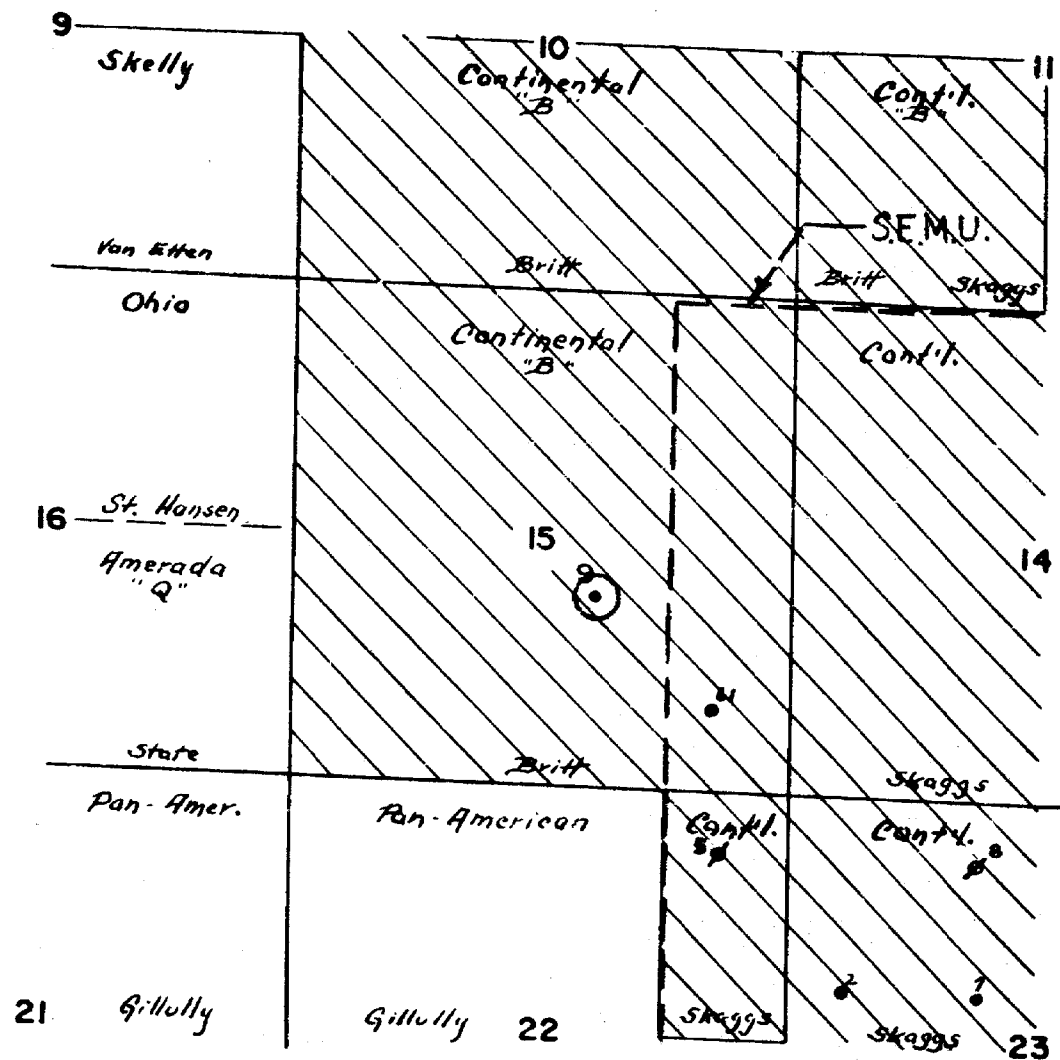 9
10
11
Skelly
Continental
"B"
Cont'l.
"B"
S.E.M.U.
Van Etten
Britt
Britt
Skaggs
Ohio
Continental
"B"
Cont'l.
St. Hansen
16
15
14
Amerada
"Q"
9
4
State
Britt
Skaggs
Pan-Amer.
Pan-American
Cont'l.
Cont'l.
5
8
2
1
21
Gillully
Gillully
22
Skaggs
Skaggs
23